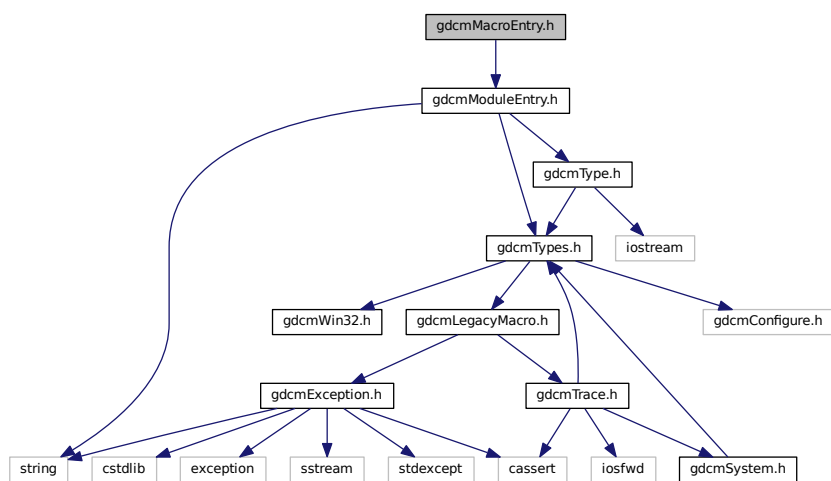 gdcmMacroEntry.h
gdcmModuleEntry.h
gdcmType.h
gdcmTypes.h
iostream
gdcmWin32.h
gdcmLegacyMacro.h
gdcmConfigure.h
gdcmException.h
gdcmTrace.h
string
cstdlib
exception
sstream
stdexcept
cassert
iosfwd
gdcmSystem.h